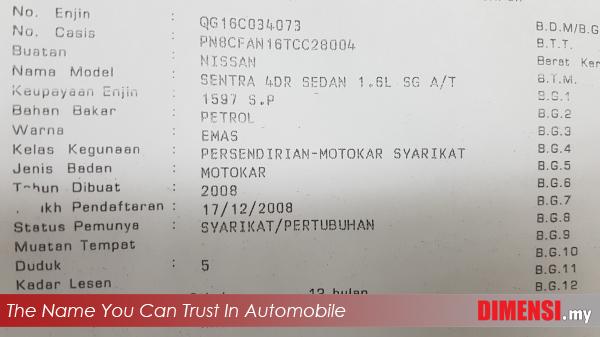 No. Enjin : QG16C034073 B.D.M/B.G
No. Casis : PN8CFAN16TCC28004 B.T.T.
Buatan : NISSAN Barat Kar
Nama Model : SENTRA 4DR SEDAN 1.6L SG A/T B.T.M.
Keupayaan Enjin : 1597 S.P B.G.1
Bahan Bakar : PETROL B.G.2
Warna : EMAS B.G.3
Kelas Kegunaan : PERSENDIRIAN-MOTOKAR SYARIKAT B.G.4
Jenis Badan : MOTOKAR B.G.5
Tahun Dibuat : 2008 B.G.6
ikh Pendaftaran : 17/12/2008 B.G.7
Status Pemunya : SYARIKAT/PERTUBUHAN B.G.8
Muatan Tempat B.G.9
Duduk : 5 B.G.10
Kadar Lesen B.G.11
12 bulan B.G.12
The Name You Can Trust In Automobile
DIMENSI.my